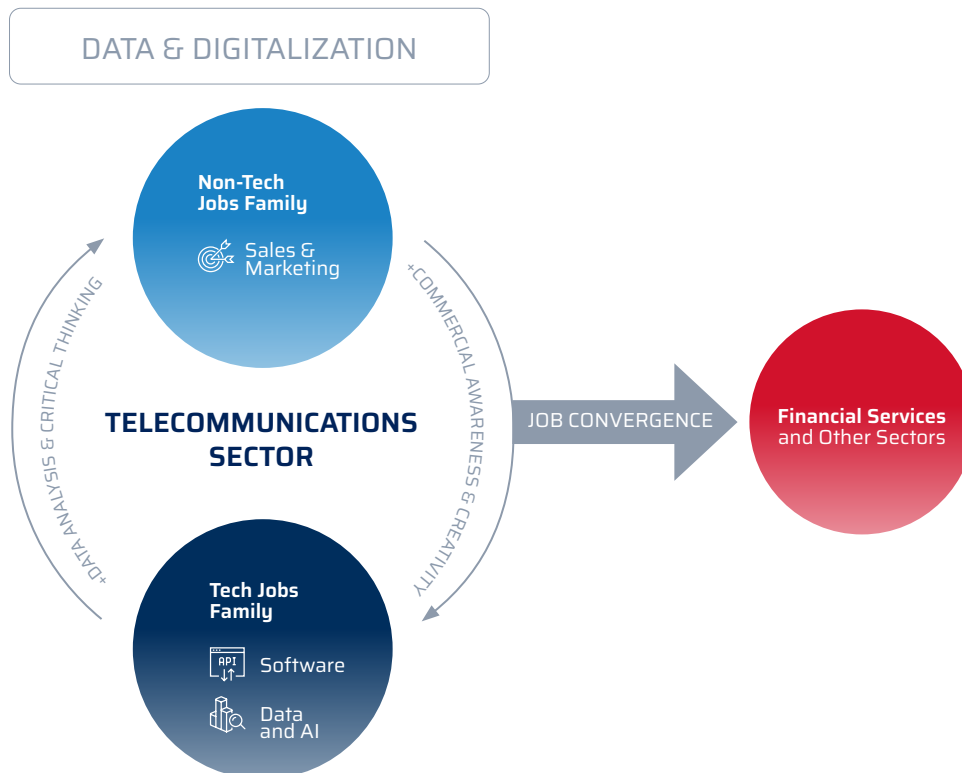 DATA & DIGITALIZATION
Non-Tech
Jobs Family
Sales &
Marketing
+DATA ANALYSIS & CRITICAL THINKING
+COMMERCIAL AWARENESS & CREATIVITY
TELECOMMUNICATIONS
SECTOR
JOB CONVERGENCE
Financial Services
and Other Sectors
Tech Jobs
Family
API
Software
Data
and AI